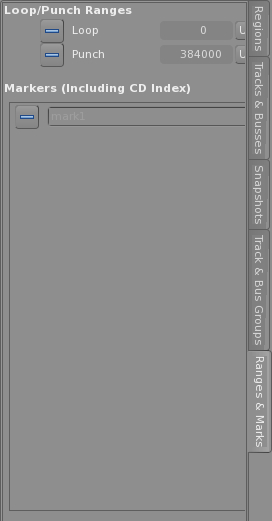 Loop/Punch Ranges
Loop 0 U
Punch 384000 U
Markers (Including CD Index)
mark1
Regions
Tracks & Busses
Snapshots
Track & Bus Groups
Ranges & Marks